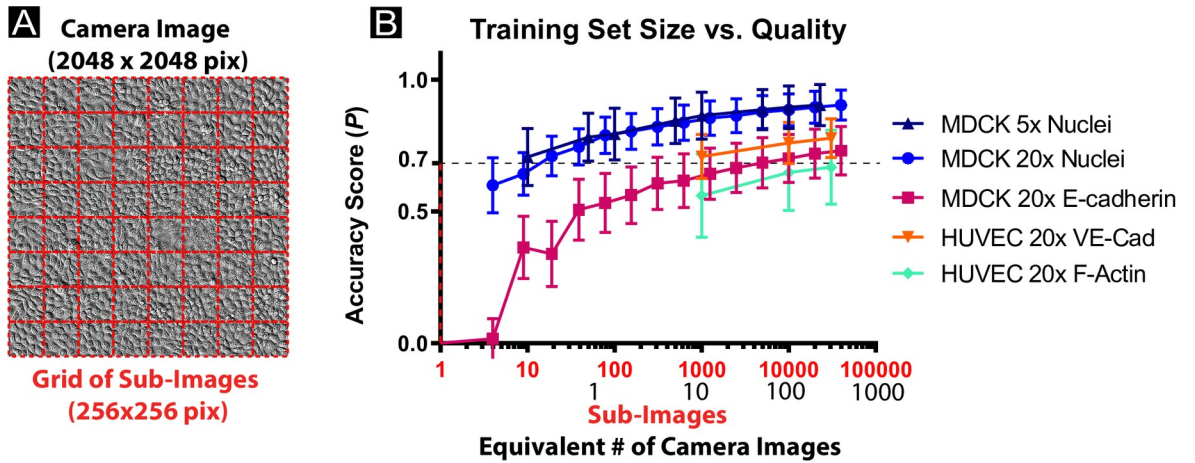 A
Camera Image
(2048 x 2048 pix)
Grid of Sub-Images
(256x256 pix)
B
Training Set Size vs. Quality
Accuracy Score (P)
1.0
0.7
0.5
0.0
1 10 100 1000 10000 100000
1 10 100 1000
Sub-Images
Equivalent # of Camera Images
MDCK 5x Nuclei
MDCK 20x Nuclei
MDCK 20x E-cadherin
HUVEC 20x VE-Cad
HUVEC 20x F-Actin